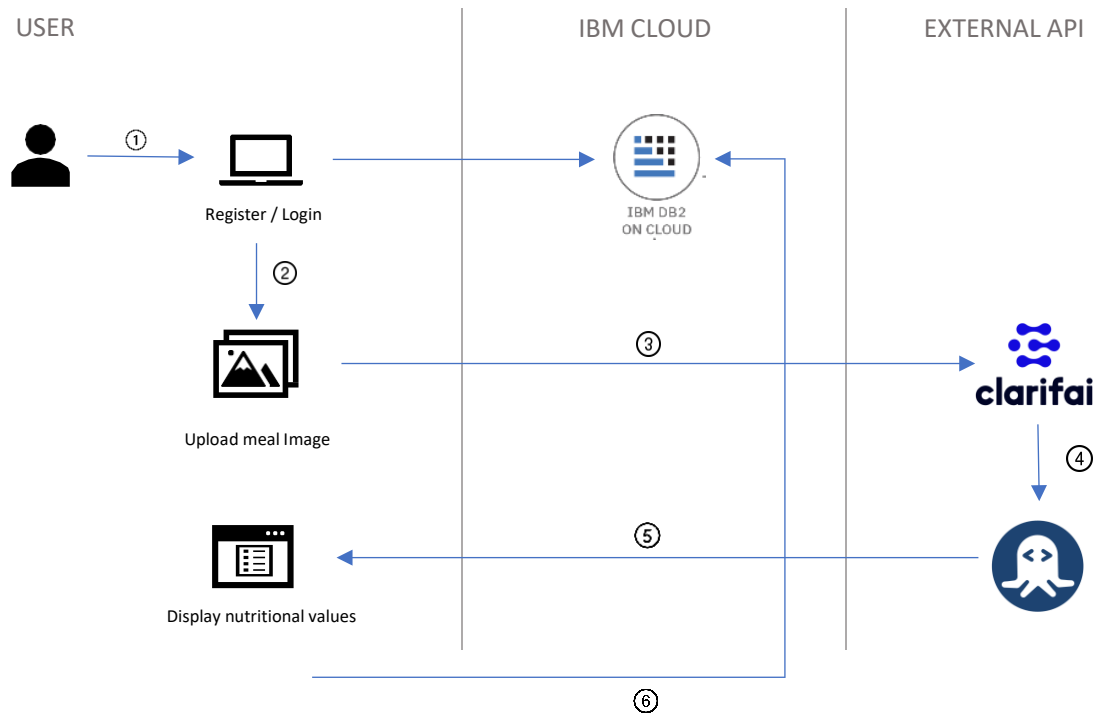 USER
IBM CLOUD
EXTERNAL API
①
Register / Login
IBM DB2
ON CLOUD
②
③
clarifai
Upload meal Image
④
⑤
Display nutritional values
⑥